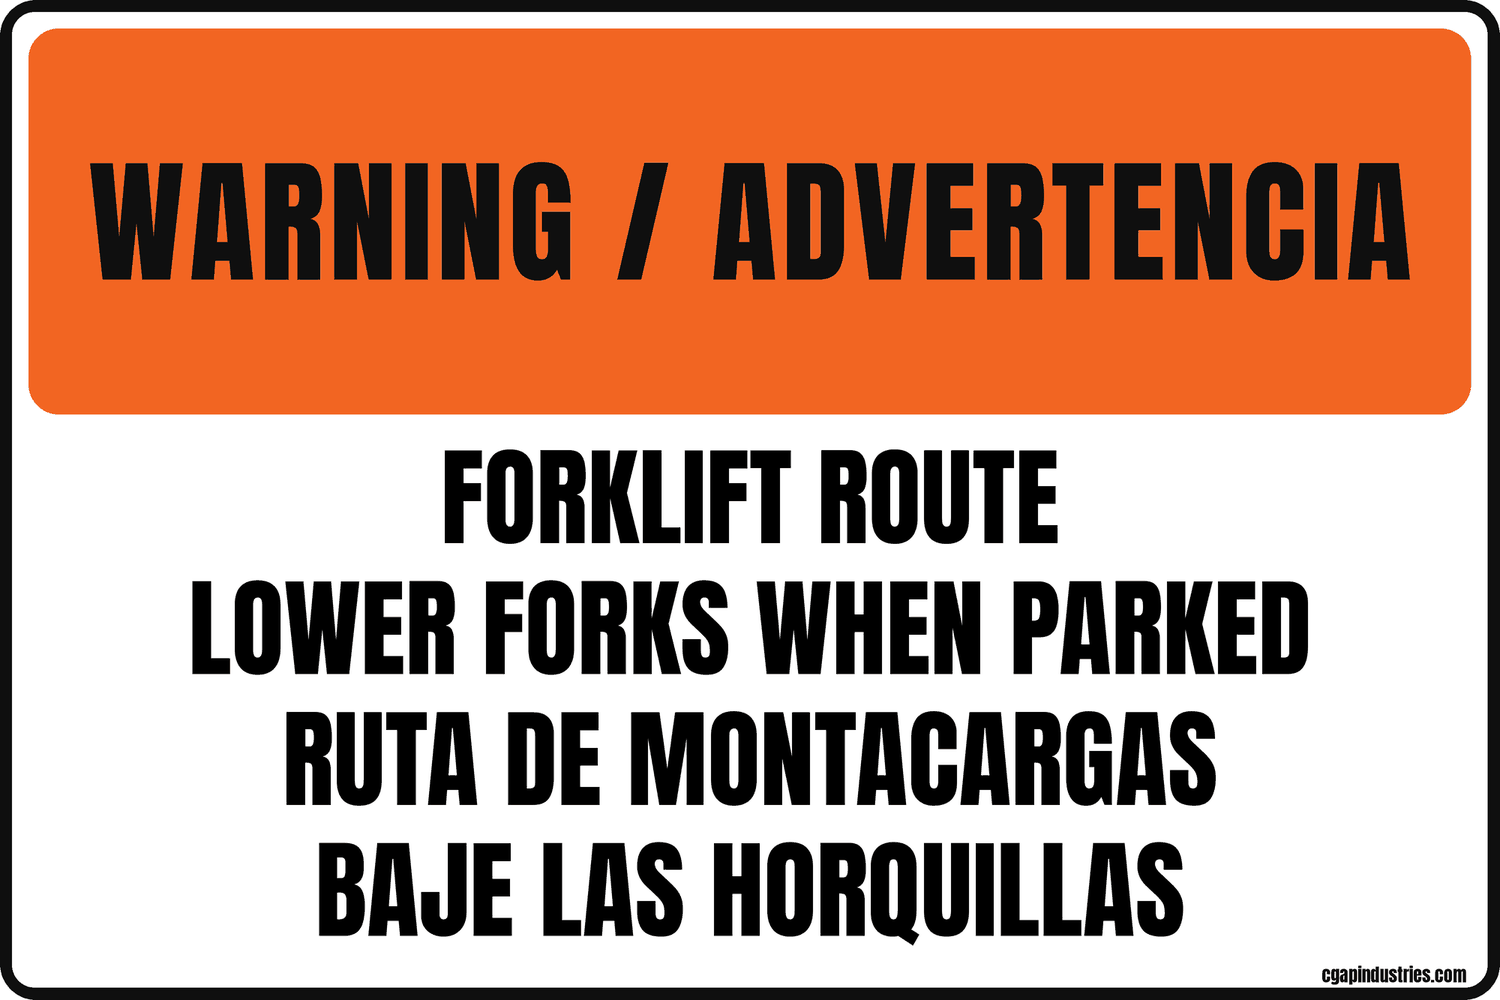 WARNING / ADVERTENCIA
FORKLIFT ROUTE
LOWER FORKS WHEN PARKED
RUTA DE MONTACARGAS
BAJE LAS HORQUILLAS
cgapindustries.com